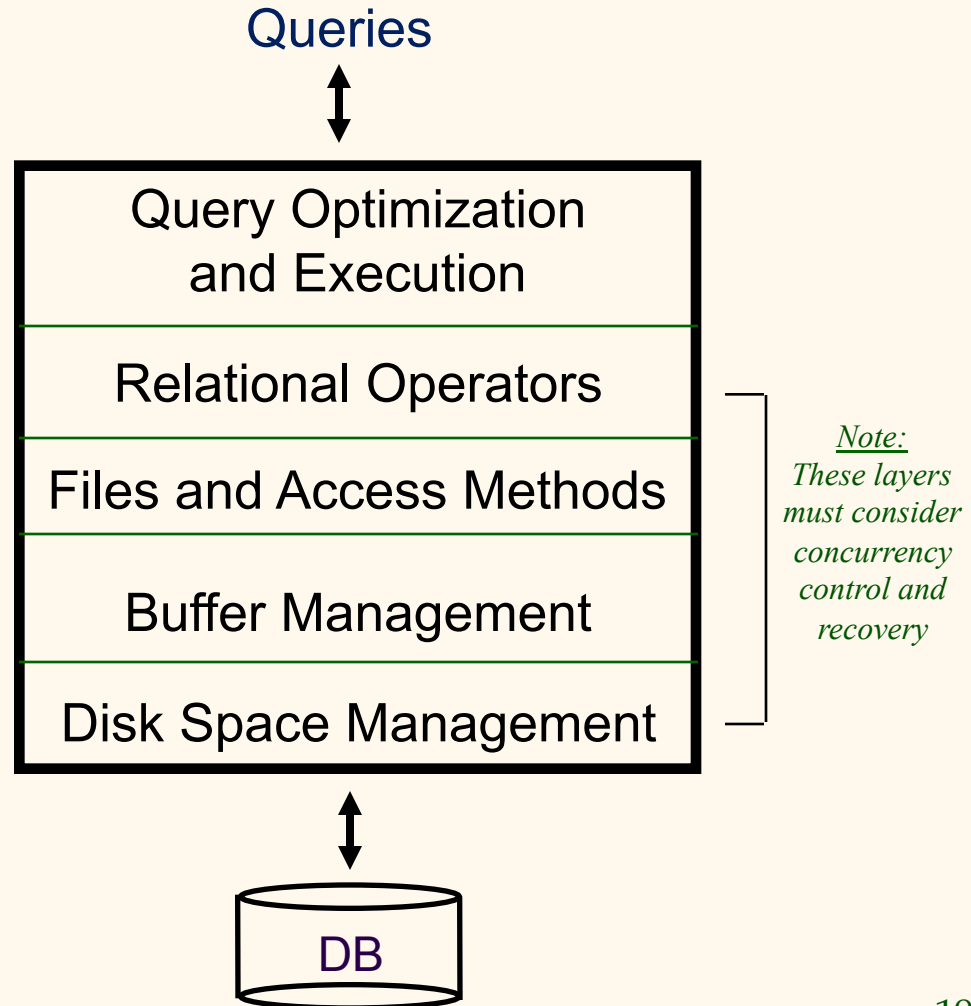 Queries
Query Optimization
and Execution
Relational Operators
Files and Access Methods
Buffer Management
Disk Space Management
Note:
These layers
must consider
concurrency
control and
recovery
DB